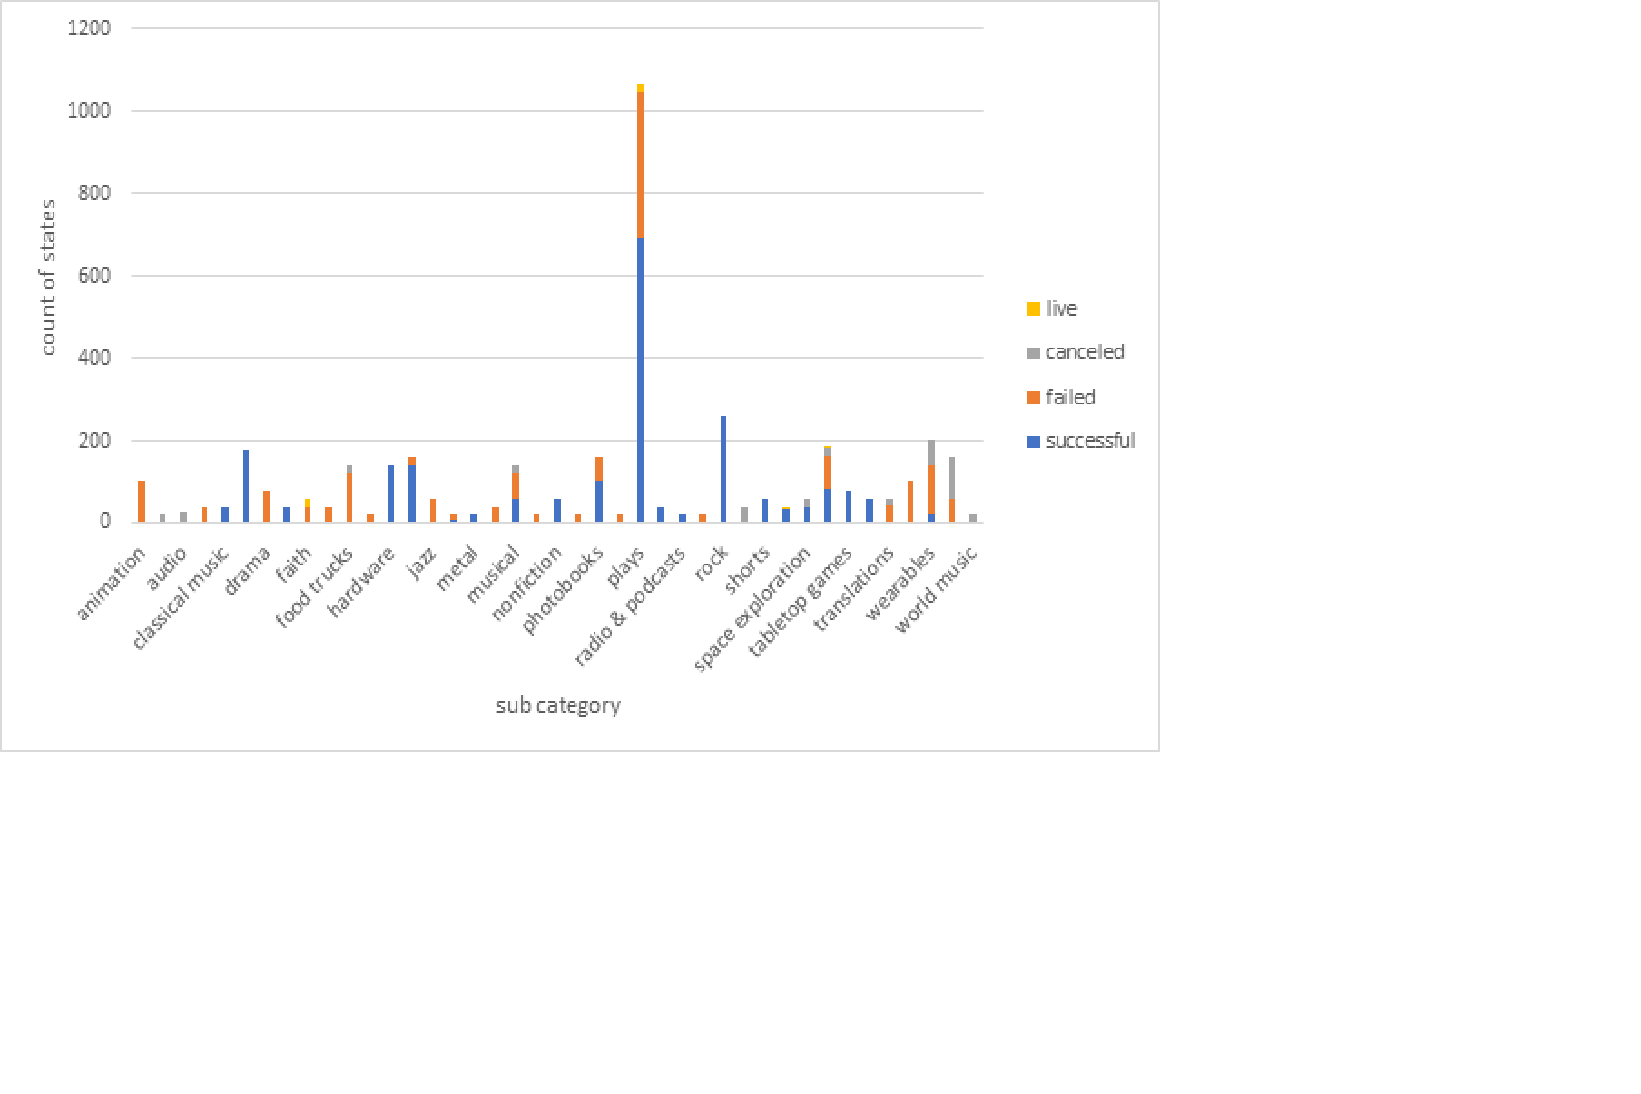 1200
1000
800
600
400
200
0
count of states
animation
audio
classical music
drama
faith
food trucks
hardware
jazz
metal
musical
nonfiction
photobooks
plays
radio & podcasts
rock
shorts
space exploration
tabletop games
translations
wearables
world music
sub category
live
canceled
failed
successful